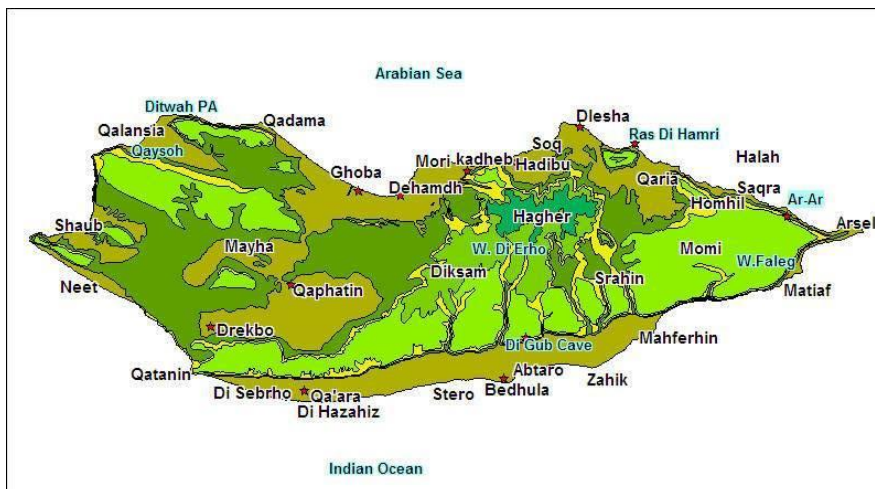 Arabian Sea
Ditwah PA
Qadama
Dlesha
Qalansia
Ras Di Hamri
Soq
Qaysoh
Mori
kadheb
Hadibu
Halah
Ghoba
Dehamdh
Qaria
Saqra
Homhil
Ar-Ar
Hagher
Shaub
Arsel
Mayha
W. Di Erho
Momi
Diksam
W.Faleg
Srahin
Neet
Qaphatin
Matiaf
Drekbo
Mahferhin
Di Gub Cave
Qatanin
Abtaro
Zahik
Di Sebrho
Qa'ara
Stero
Bedhula
Di Hazahiz
Indian Ocean